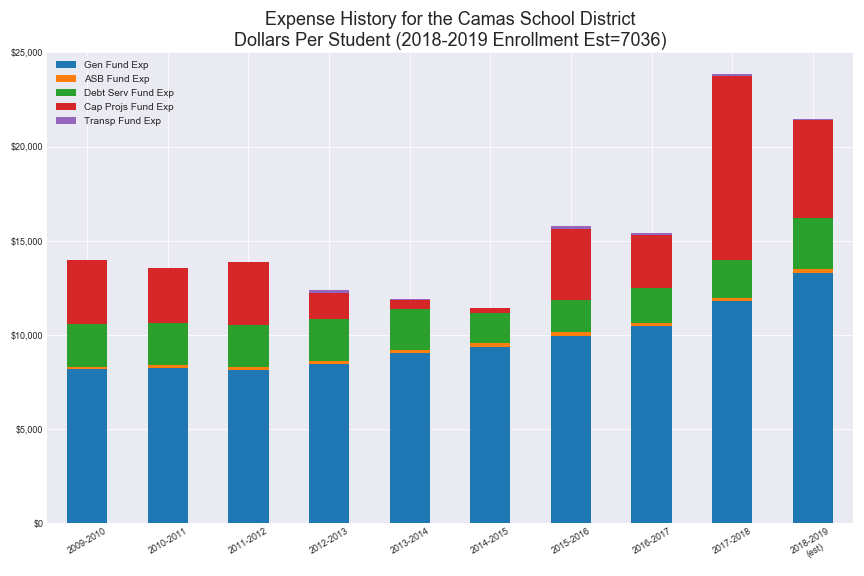 Expense History for the Camas School District
Dollars Per Student (2018-2019 Enrollment Est=7036)
$25,000
$20,000
$15,000
$10,000
$5,000
$0
Gen Fund Exp
ASB Fund Exp
Debt Serv Fund Exp
Cap Projs Fund Exp
Transp Fund Exp
2009-2010
2010-2011
2011-2012
2012-2013
2013-2014
2014-2015
2015-2016
2016-2017
2017-2018
2018-2019
(est)